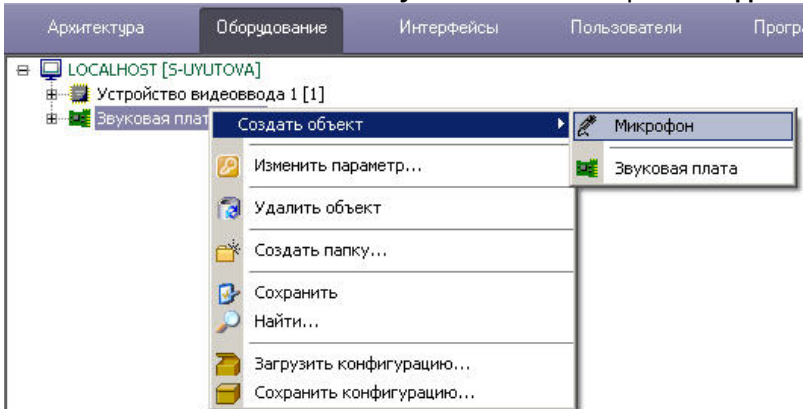 Архитектура Оборудование Интерфейсы Пользователи
LOCALHOST [S-UYUTOVA]
Устройство видеоввода 1 [1]
Звуковая
Создать объект
Микрофон
Изменить параметр...
Звуковая плата
Удалить объект
Создать папку...
Сохранить
Найти...
Загрузить конфигурацию...
Сохранить конфигурацию...